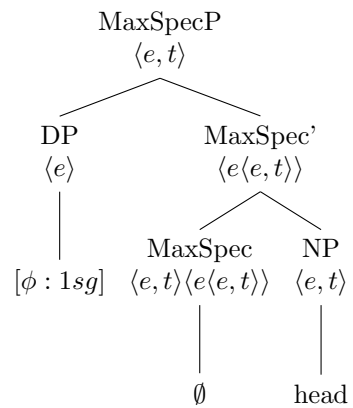 MaxSpecP
⟨e, t⟩
DP MaxSpec'
⟨e⟩ ⟨e⟨e, t⟩⟩
MaxSpec NP
[ϕ : 1sg] ⟨e, t⟩⟨e⟨e, t⟩⟩ ⟨e, t⟩
∅ head